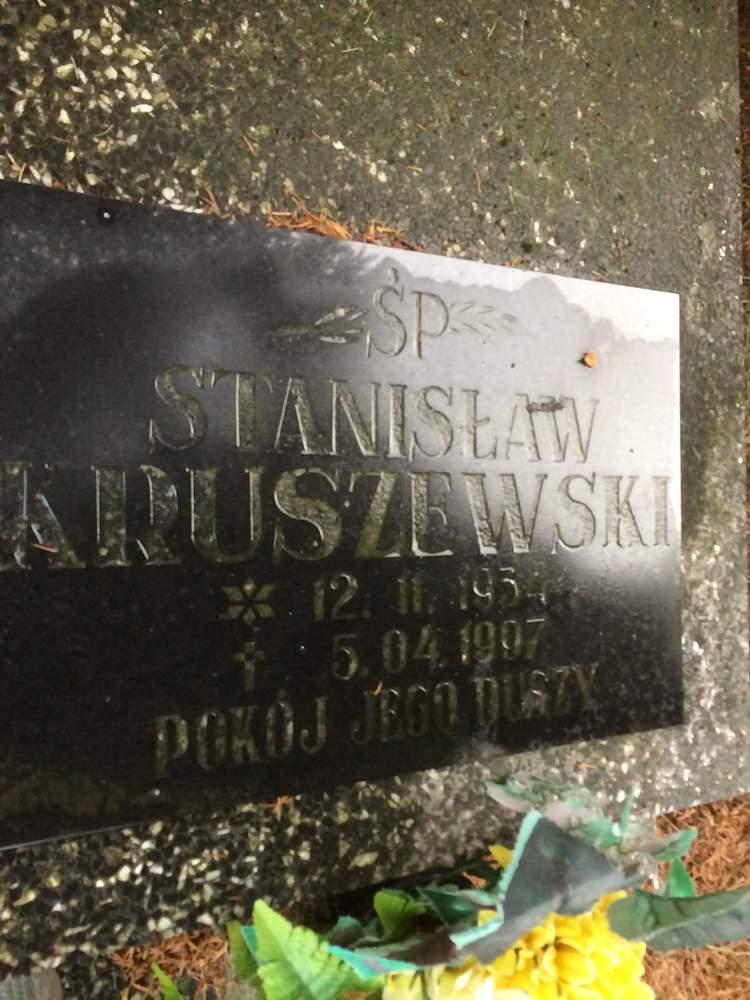 ŚP
STANISŁAW
KRUSZEWSKI
12. 11. 1954
5. 04. 1997
POKÓJ JEGO DUSZY